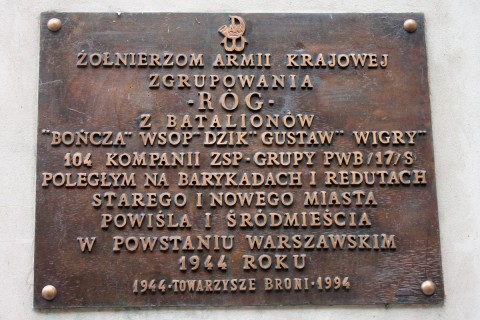 ŻOŁNIERZOM ARMII KRAJOWEJ
ZGRUPOWANIA
-RÓG-
Z BATALIONÓW
"BOŃCZA" WSOP "DZIK" GUSTAW" WIGRY"
104 KOMPANII ZSP-GRUPY PWB/17/S
POLEGŁYM NA BARYKADACH I REDUTACH
STAREGO I NOWEGO MIASTA
POWIŚLA I ŚRÓDMIEŚCIA
W POWSTANIU WARSZAWSKIM
1944 ROKU
1944·TOWARZYSZE BRONI·1994